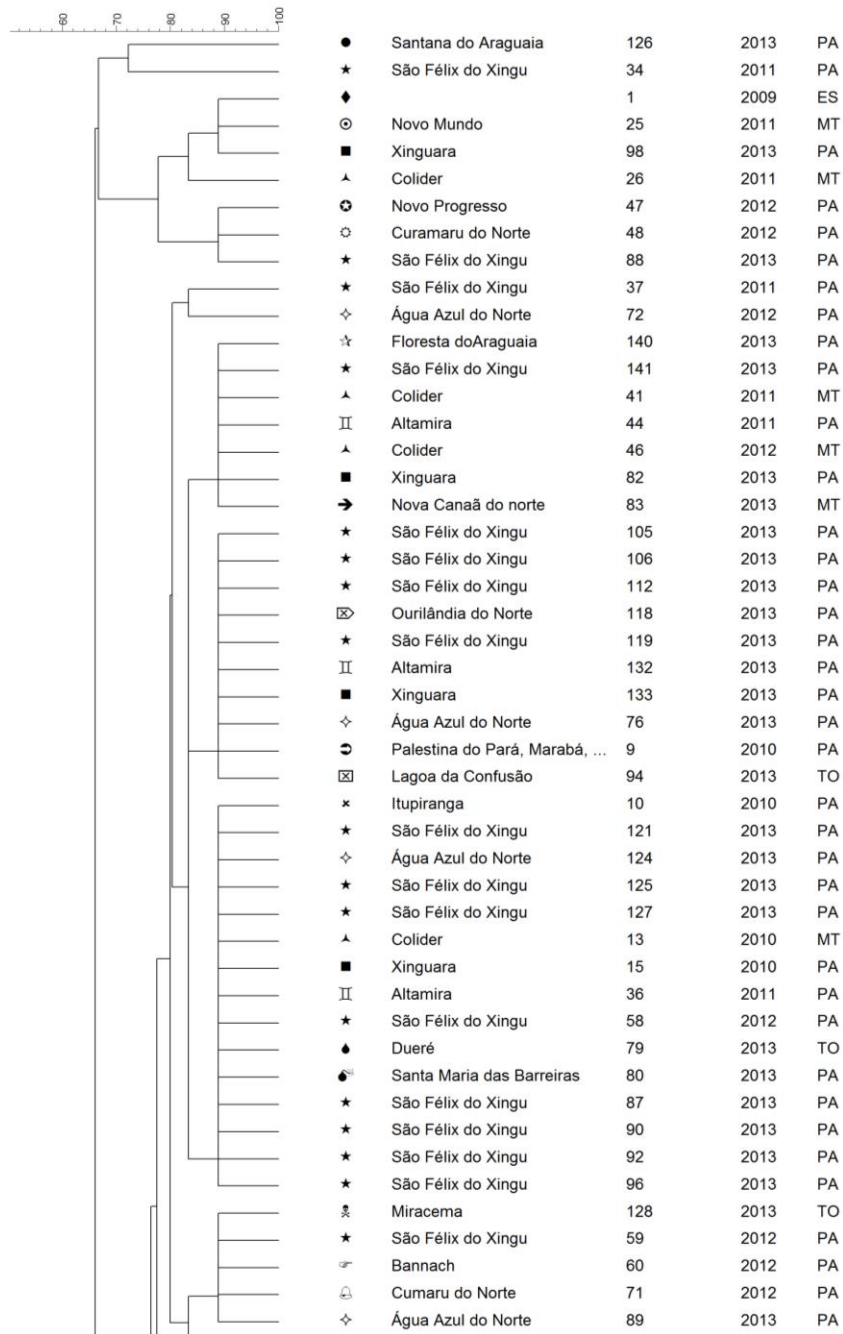 60 70 80 90 100
Santana do Araguaia 126 2013 PA
São Félix do Xingu 34 2011 PA
1 2009 ES
Novo Mundo 25 2011 MT
Xinguara 98 2013 PA
Colider 26 2011 MT
Novo Progresso 47 2012 PA
Curamaru do Norte 48 2012 PA
São Félix do Xingu 88 2013 PA
São Félix do Xingu 37 2011 PA
Água Azul do Norte 72 2012 PA
Floresta doAraguaia 140 2013 PA
São Félix do Xingu 141 2013 PA
Colider 41 2011 MT
Altamira 44 2011 PA
Colider 46 2012 MT
Xinguara 82 2013 PA
Nova Canaã do norte 83 2013 MT
São Félix do Xingu 105 2013 PA
São Félix do Xingu 106 2013 PA
São Félix do Xingu 112 2013 PA
Ourilândia do Norte 118 2013 PA
São Félix do Xingu 119 2013 PA
Altamira 132 2013 PA
Xinguara 133 2013 PA
Água Azul do Norte 76 2013 PA
Palestina do Pará, Marabá, ... 9 2010 PA
Lagoa da Confusão 94 2013 TO
Itupiranga 10 2010 PA
São Félix do Xingu 121 2013 PA
Água Azul do Norte 124 2013 PA
São Félix do Xingu 125 2013 PA
São Félix do Xingu 127 2013 PA
Colider 13 2010 MT
Xinguara 15 2010 PA
Altamira 36 2011 PA
São Félix do Xingu 58 2012 PA
Dueré 79 2013 TO
Santa Maria das Barreiras 80 2013 PA
São Félix do Xingu 87 2013 PA
São Félix do Xingu 90 2013 PA
São Félix do Xingu 92 2013 PA
São Félix do Xingu 96 2013 PA
Miracema 128 2013 TO
São Félix do Xingu 59 2012 PA
Bannach 60 2012 PA
Cumaru do Norte 71 2012 PA
Água Azul do Norte 89 2013 PA